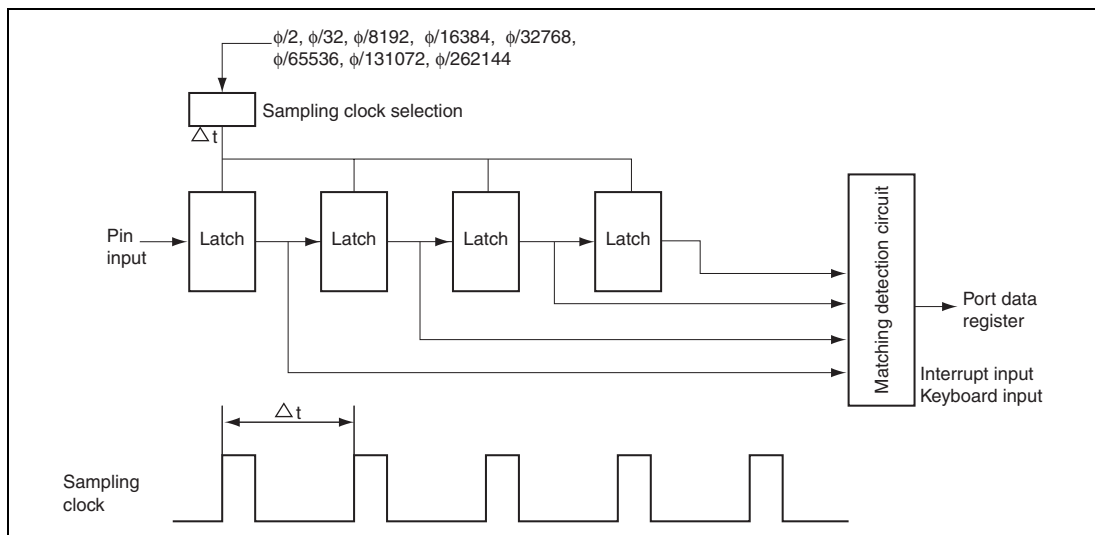 ϕ/2, ϕ/32, ϕ/8192, ϕ/16384, ϕ/32768,
ϕ/65536, ϕ/131072, ϕ/262144
Sampling clock selection
△t
Pin
input
Latch
Latch
Latch
Latch
Matching detection circuit
Port data
register
Interrupt input
Keyboard input
△t
Sampling
clock